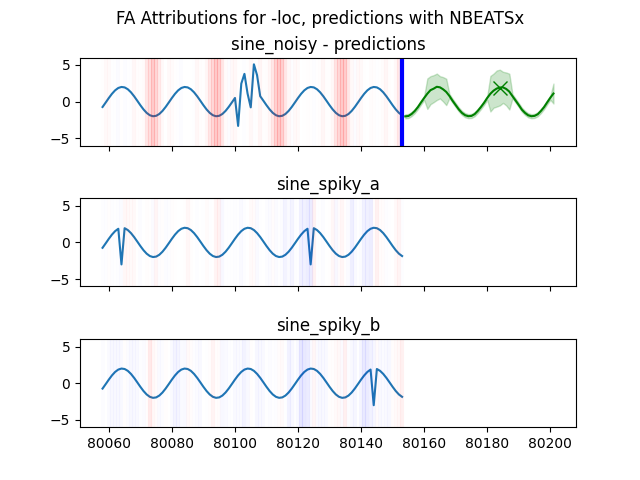 FA Attributions for -loc, predictions with NBEATSx
sine_noisy - predictions
5
0
−5
sine_spiky_a
5
0
−5
sine_spiky_b
5
0
−5
80060 80080 80100 80120 80140 80160 80180 80200